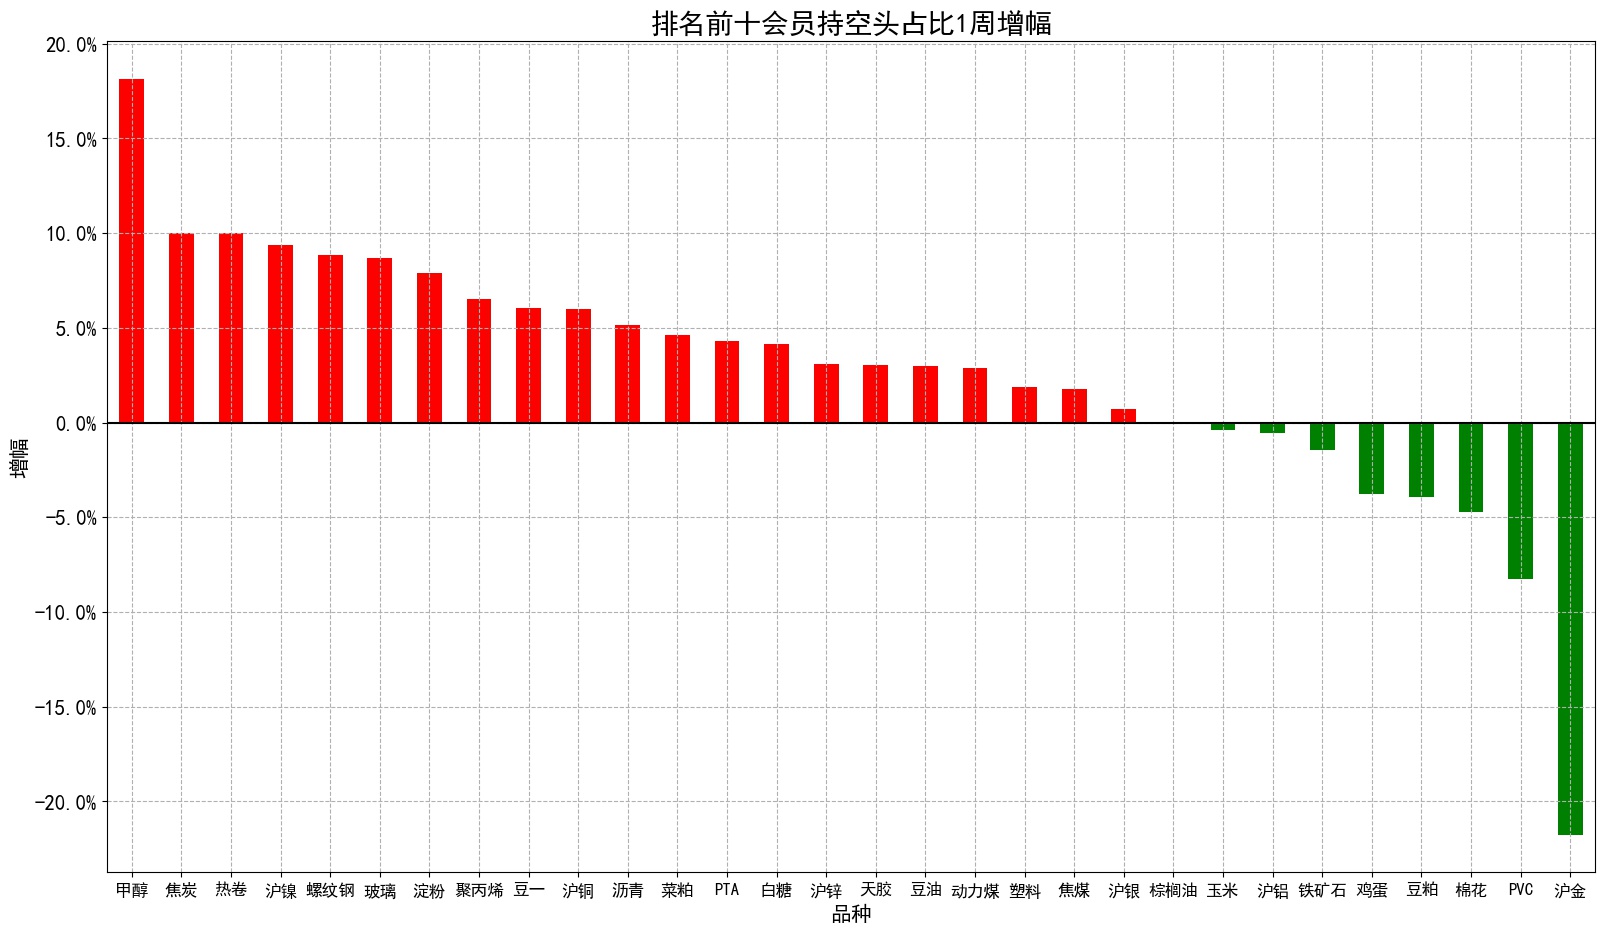 排名前十会员持空头占比1周增幅
20.0%
15.0%
10.0%
5.0%
0.0%
-5.0%
-10.0%
-15.0%
-20.0%
增幅
甲醇 焦炭 热卷 沪镍 螺纹钢 玻璃 淀粉 聚丙烯 豆一 沪铜 沥青 菜粕 PTA 白糖 沪锌 天胶 豆油 动力煤 塑料 焦煤 沪银 棕榈油 玉米 沪铝 铁矿石 鸡蛋 豆粕 棉花 PVC 沪金
品种